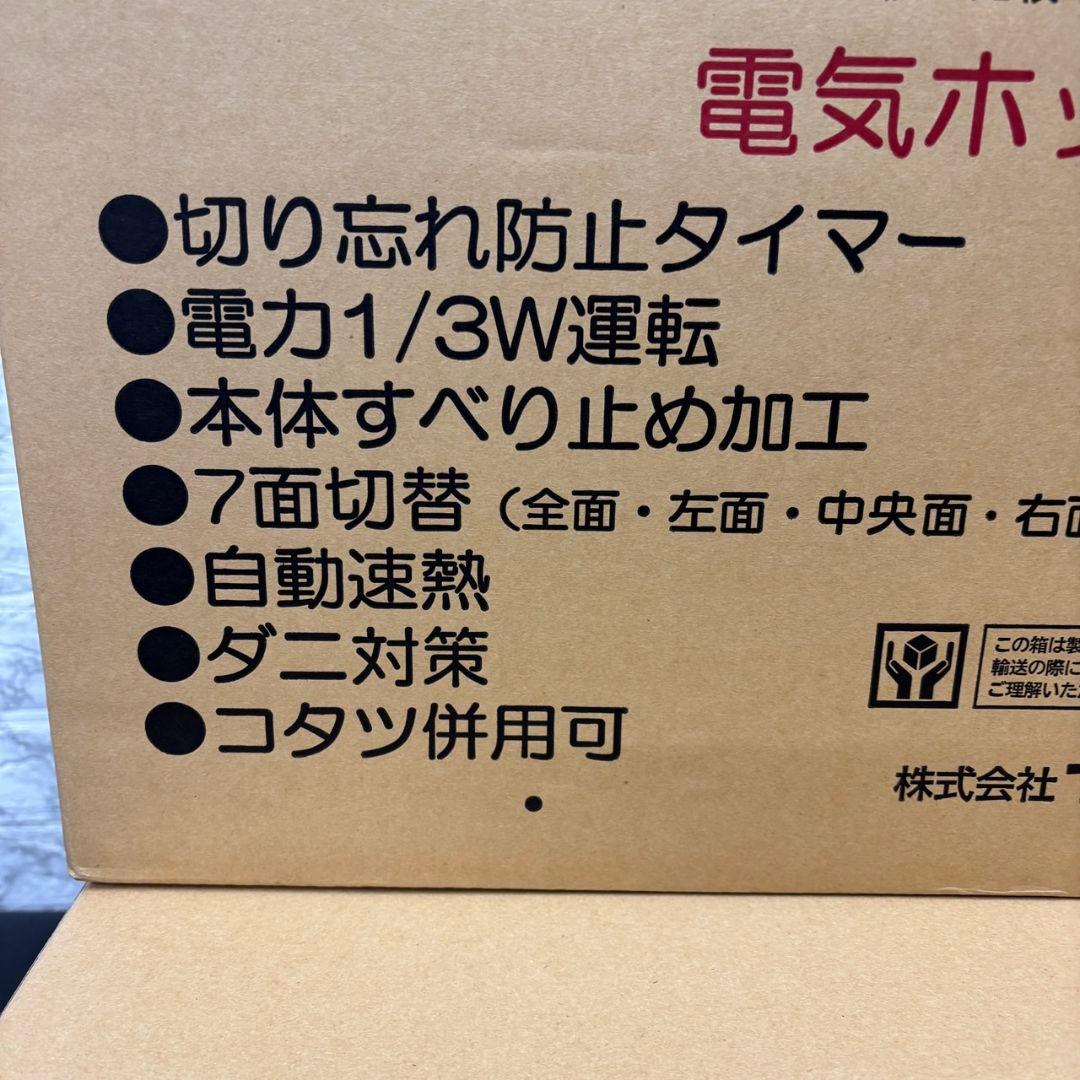 電気ホッ
●切り忘れ防止タイマー
●電力1/3W運転
●本体すべり止め加工
●7面切替（全面・左面・中央面・右面
●自動速熱
●ダニ対策
●コタツ併用可
この箱は製
輸送の際に
ご理解いた
株式会社